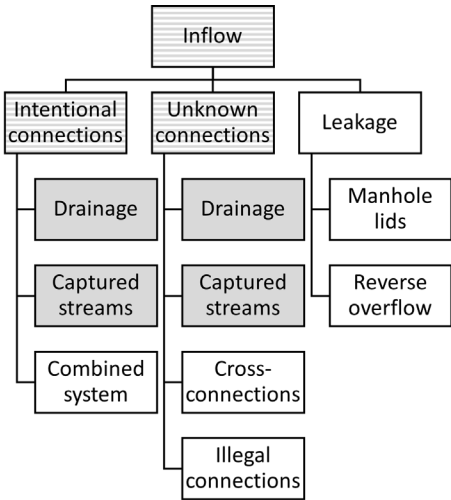 Inflow
Intentional
connections
Unknown
connections
Leakage
Drainage
Captured
streams
Combined
system
Drainage
Captured
streams
Cross-
connections
Illegal
connections
Manhole
lids
Reverse
overflow